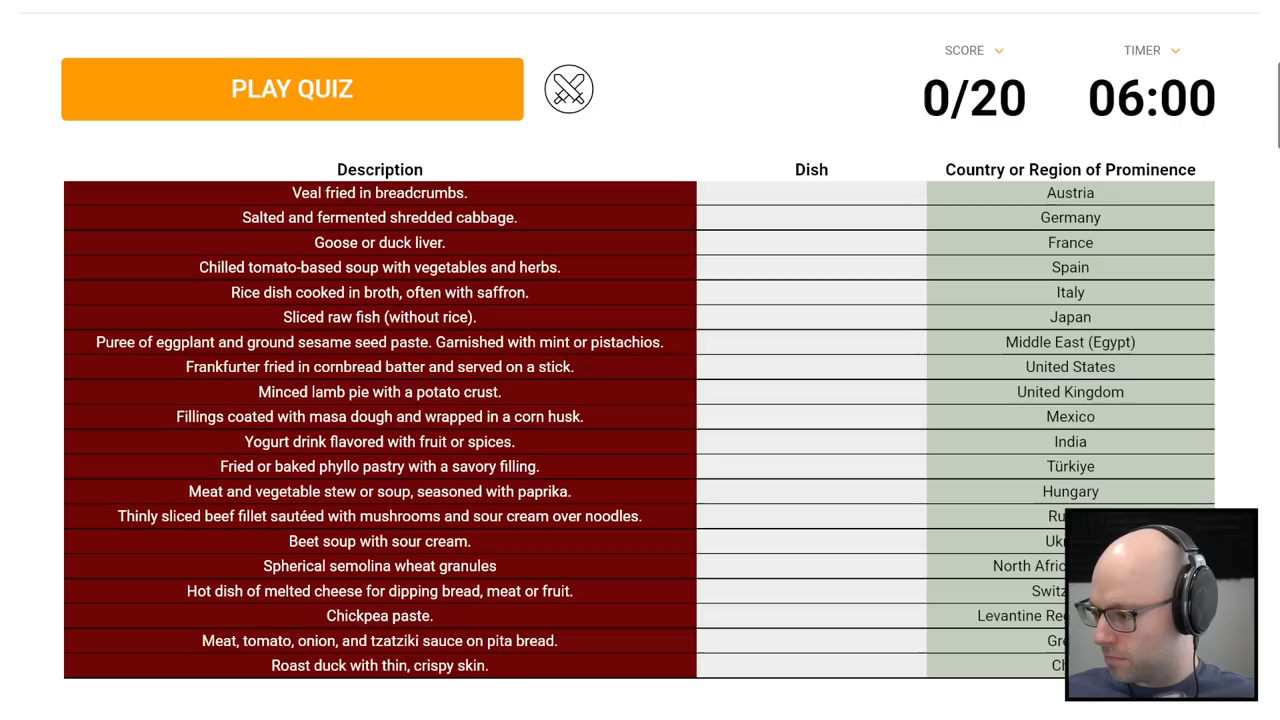 SCORE TIMER
PLAY QUIZ 0/20 06:00
Description Dish Country or Region of Prominence
Veal fried in breadcrumbs. Austria
Salted and fermented shredded cabbage. Germany
Goose or duck liver. France
Chilled tomato-based soup with vegetables and herbs. Spain
Rice dish cooked in broth, often with saffron. Italy
Sliced raw fish (without rice). Japan
Puree of eggplant and ground sesame seed paste. Garnished with mint or pistachios. Middle East (Egypt)
Frankfurter fried in cornbread batter and served on a stick. United States
Minced lamb pie with a potato crust. United Kingdom
Fillings coated with masa dough and wrapped in a corn husk. Mexico
Yogurt drink flavored with fruit or spices. India
Fried or baked phyllo pastry with a savory filling. Türkiye
Meat and vegetable stew or soup, seasoned with paprika. Hungary
Thinly sliced beef fillet sautéed with mushrooms and sour cream over noodles. Ru
Beet soup with sour cream. Uk
Spherical semolina wheat granules North Afric
Hot dish of melted cheese for dipping bread, meat or fruit. Switz
Chickpea paste. Levantine Re
Meat, tomato, onion, and tzatziki sauce on pita bread. Gr
Roast duck with thin, crispy skin. Ch